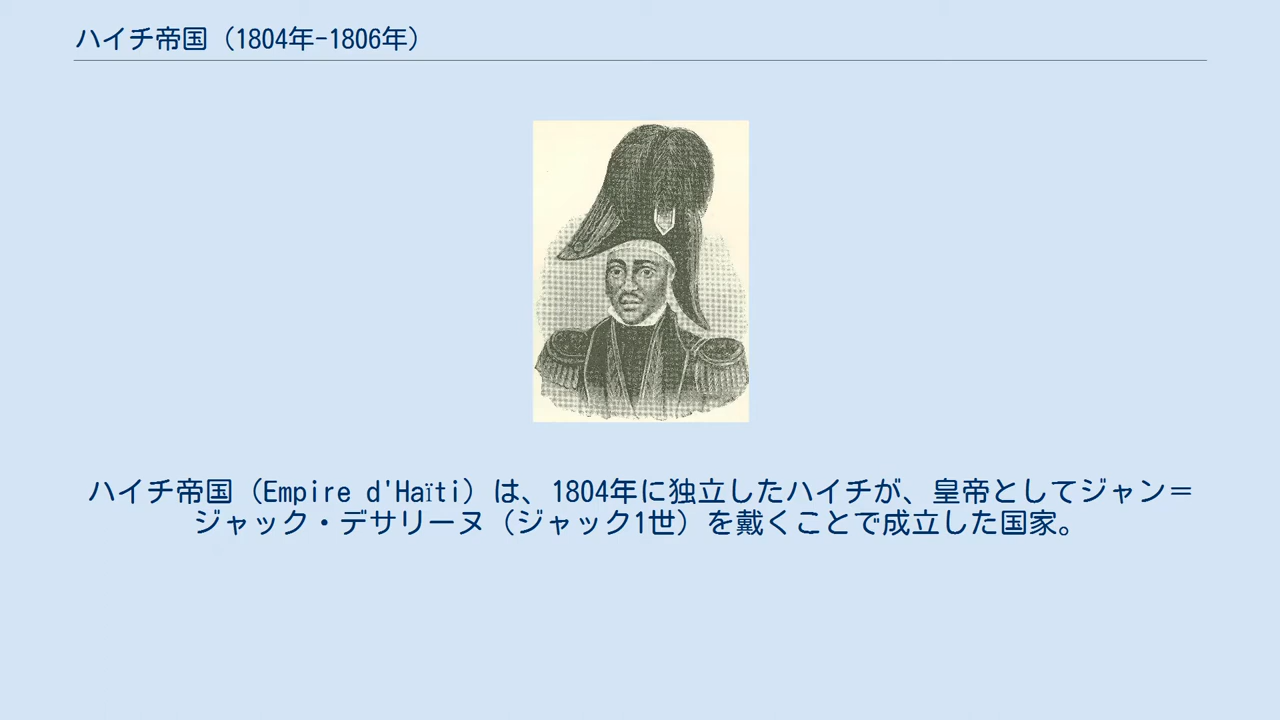 ハイチ帝国（1804年-1806年）
ハイチ帝国（Empire d'Haïti）は、1804年に独立したハイチが、皇帝としてジャン＝
ジャック・デサリーヌ（ジャック1世）を戴くことで成立した国家。